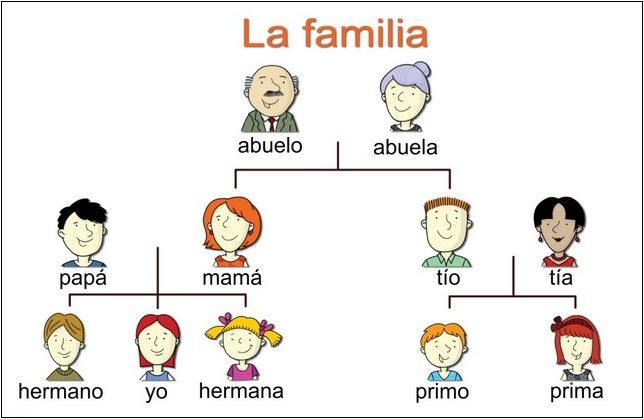 La familia
abuelo abuela
papá mamá tío tía
hermano yo hermana primo prima